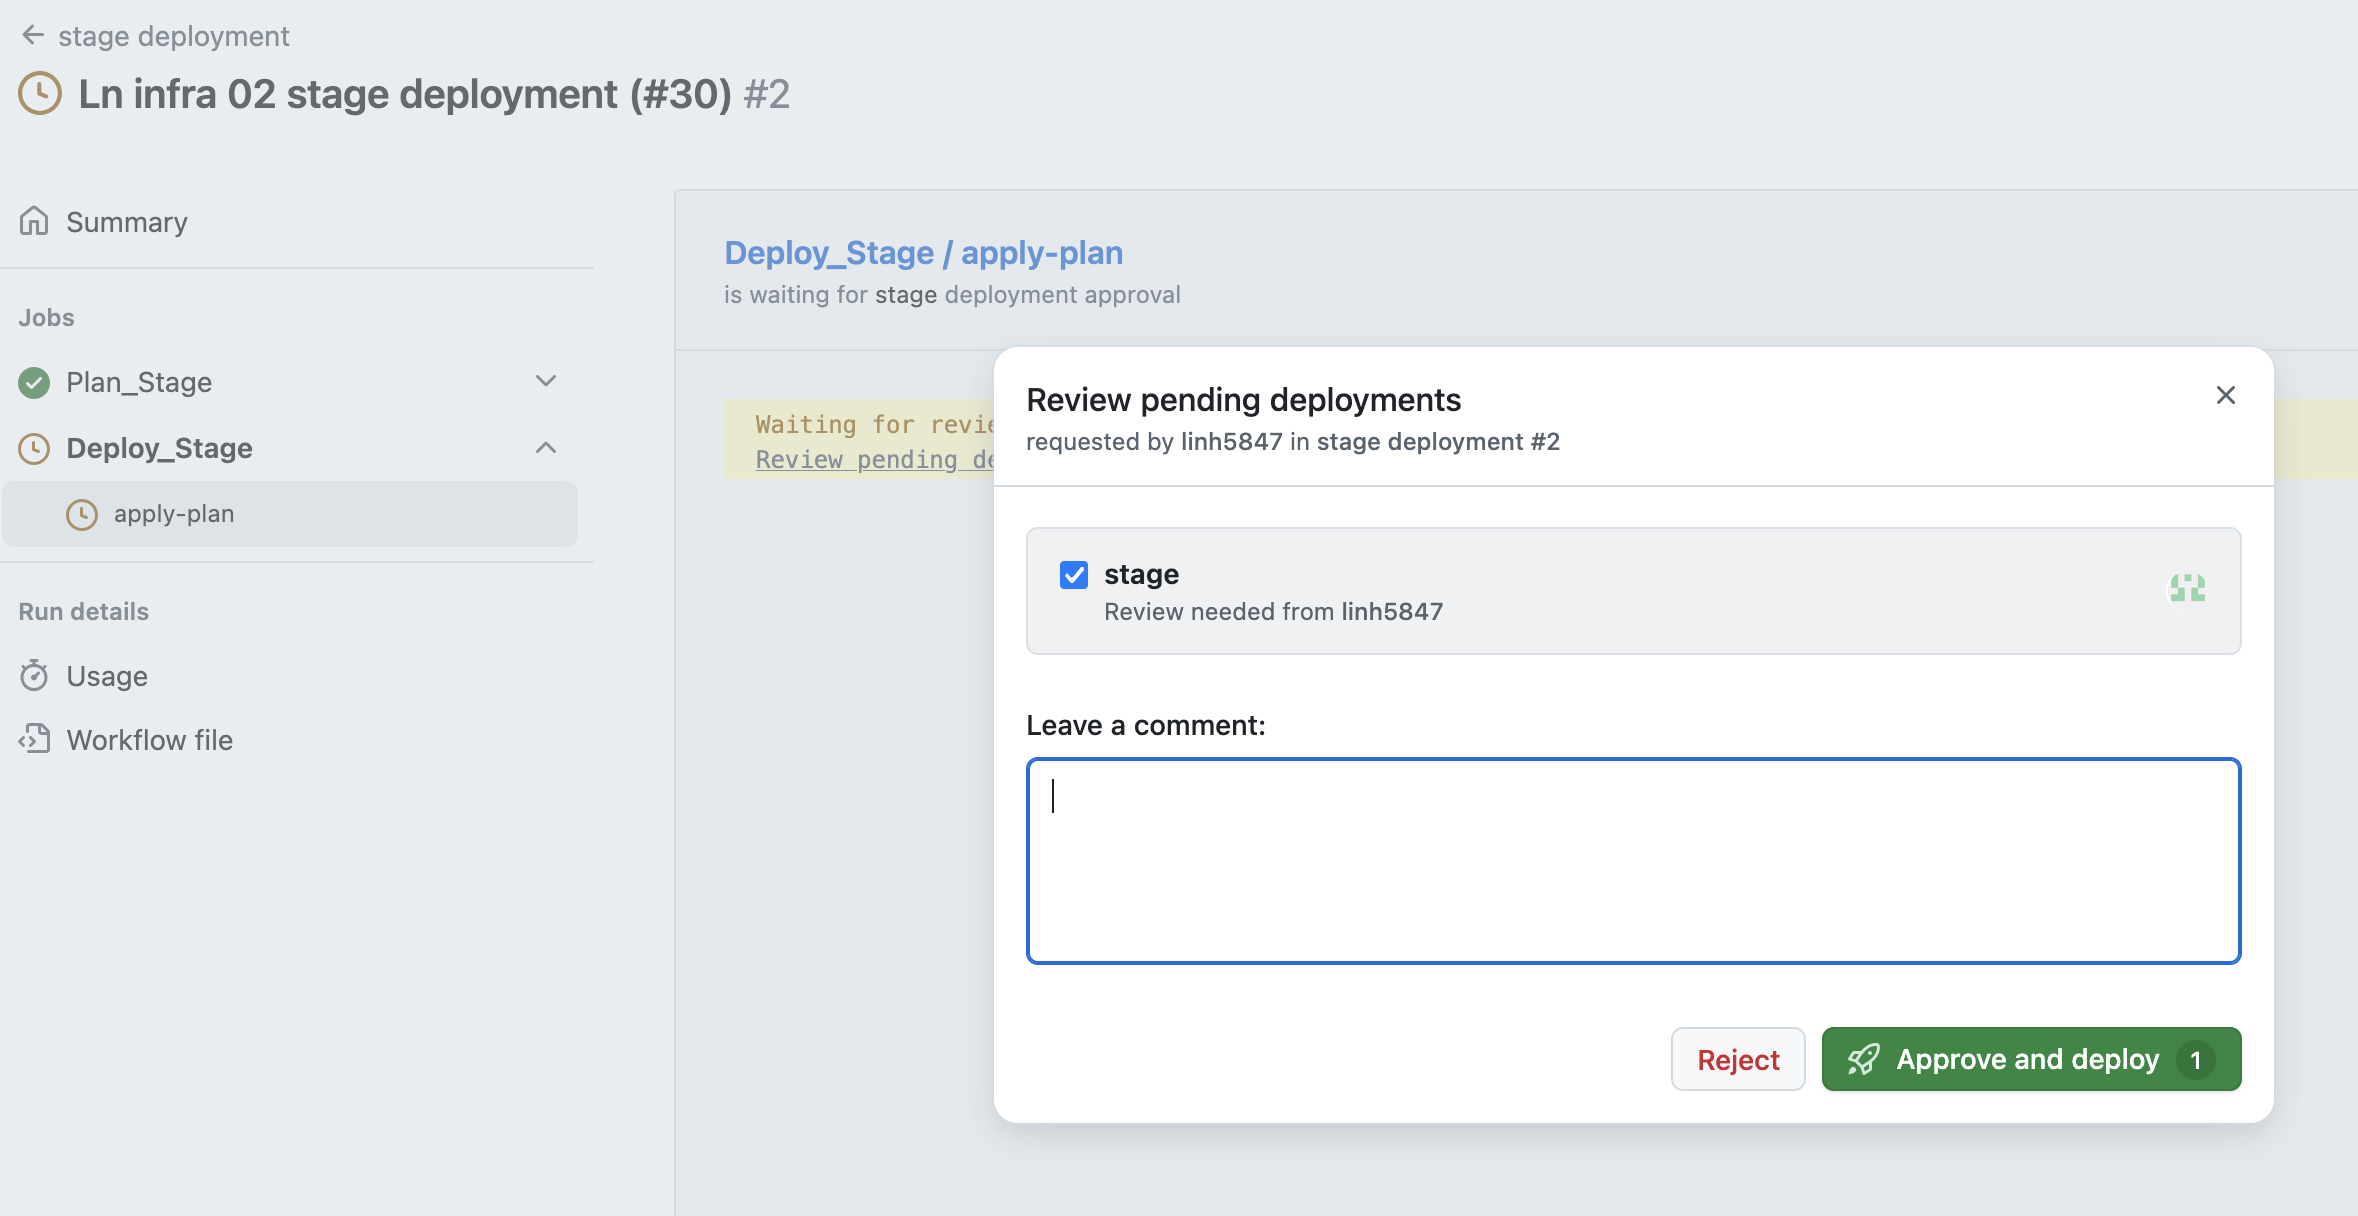 stage deployment
Ln infra 02 stage deployment (#30) #2
Summary
Jobs
Plan_Stage
Deploy_Stage
apply-plan
Run details
Usage
Workflow file
Deploy_Stage / apply-plan
is waiting for stage deployment approval
Waiting for revie
Review pending de
Review pending deployments
requested by linh5847 in stage deployment #2
stage
Review needed from linh5847
Leave a comment:
Reject
Approve and deploy 1